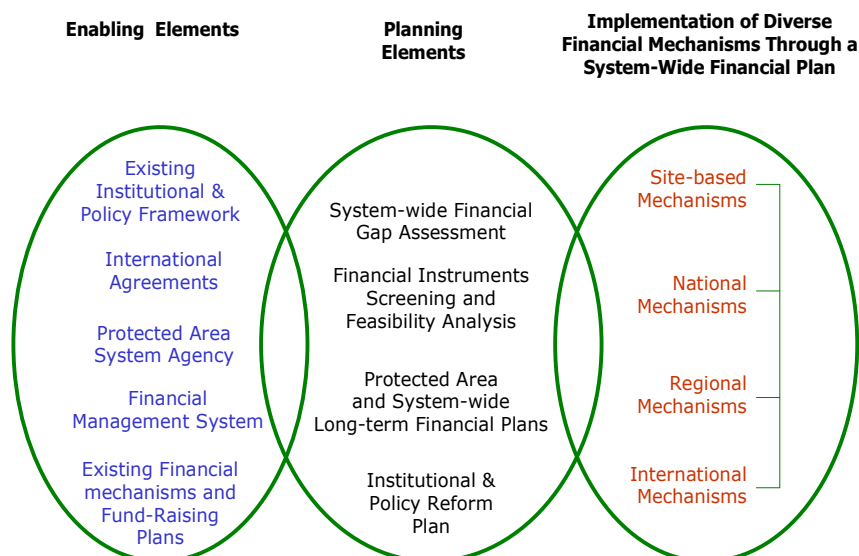 Enabling Elements
Planning
Elements
Implementation of Diverse
Financial Mechanisms Through a
System-Wide Financial Plan
Existing
Institutional &
Policy Framework
International
Agreements
Protected Area
System Agency
Financial
Management System
Existing Financial
mechanisms and
Fund-Raising
Plans
System-wide Financial
Gap Assessment
Financial Instruments
Screening and
Feasibility Analysis
Protected Area
and System-wide
Long-term Financial Plans
Institutional &
Policy Reform
Plan
Site-based
Mechanisms
National
Mechanisms
Regional
Mechanisms
International
Mechanisms